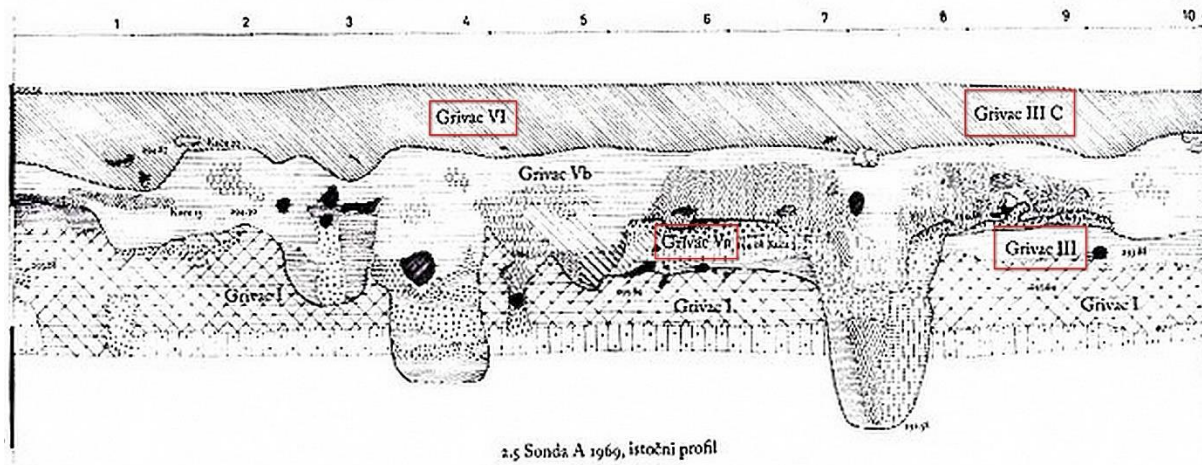 1 2 3 4 5 6 7 8 9 10
Grivac VI
Grivac III C
Grivac Vb
Grivac Va
Grivac III
Grivac I
Grivac I
Grivac I
2.5 Sonda A 1969, istočni profil